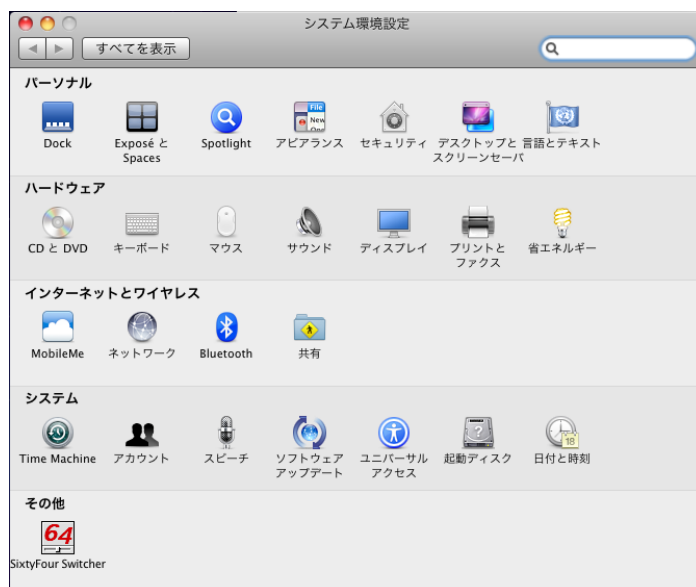 システム環境設定
すべてを表示
パーソナル
Dock
Exposé と
Spaces
Spotlight
File
New
アピアランス
セキュリティ
デスクトップと
スクリーンセーバ
言語とテキスト
ハードウェア
CD と DVD
キーボード
マウス
サウンド
ディスプレイ
プリントと
ファクス
省エネルギー
インターネットとワイヤレス
MobileMe
ネットワーク
Bluetooth
共有
システム
Time Machine
アカウント
スピーチ
ソフトウェア
アップデート
ユニバーサル
アクセス
?
起動ディスク
18
日付と時刻
その他
64
SixtyFour Switcher